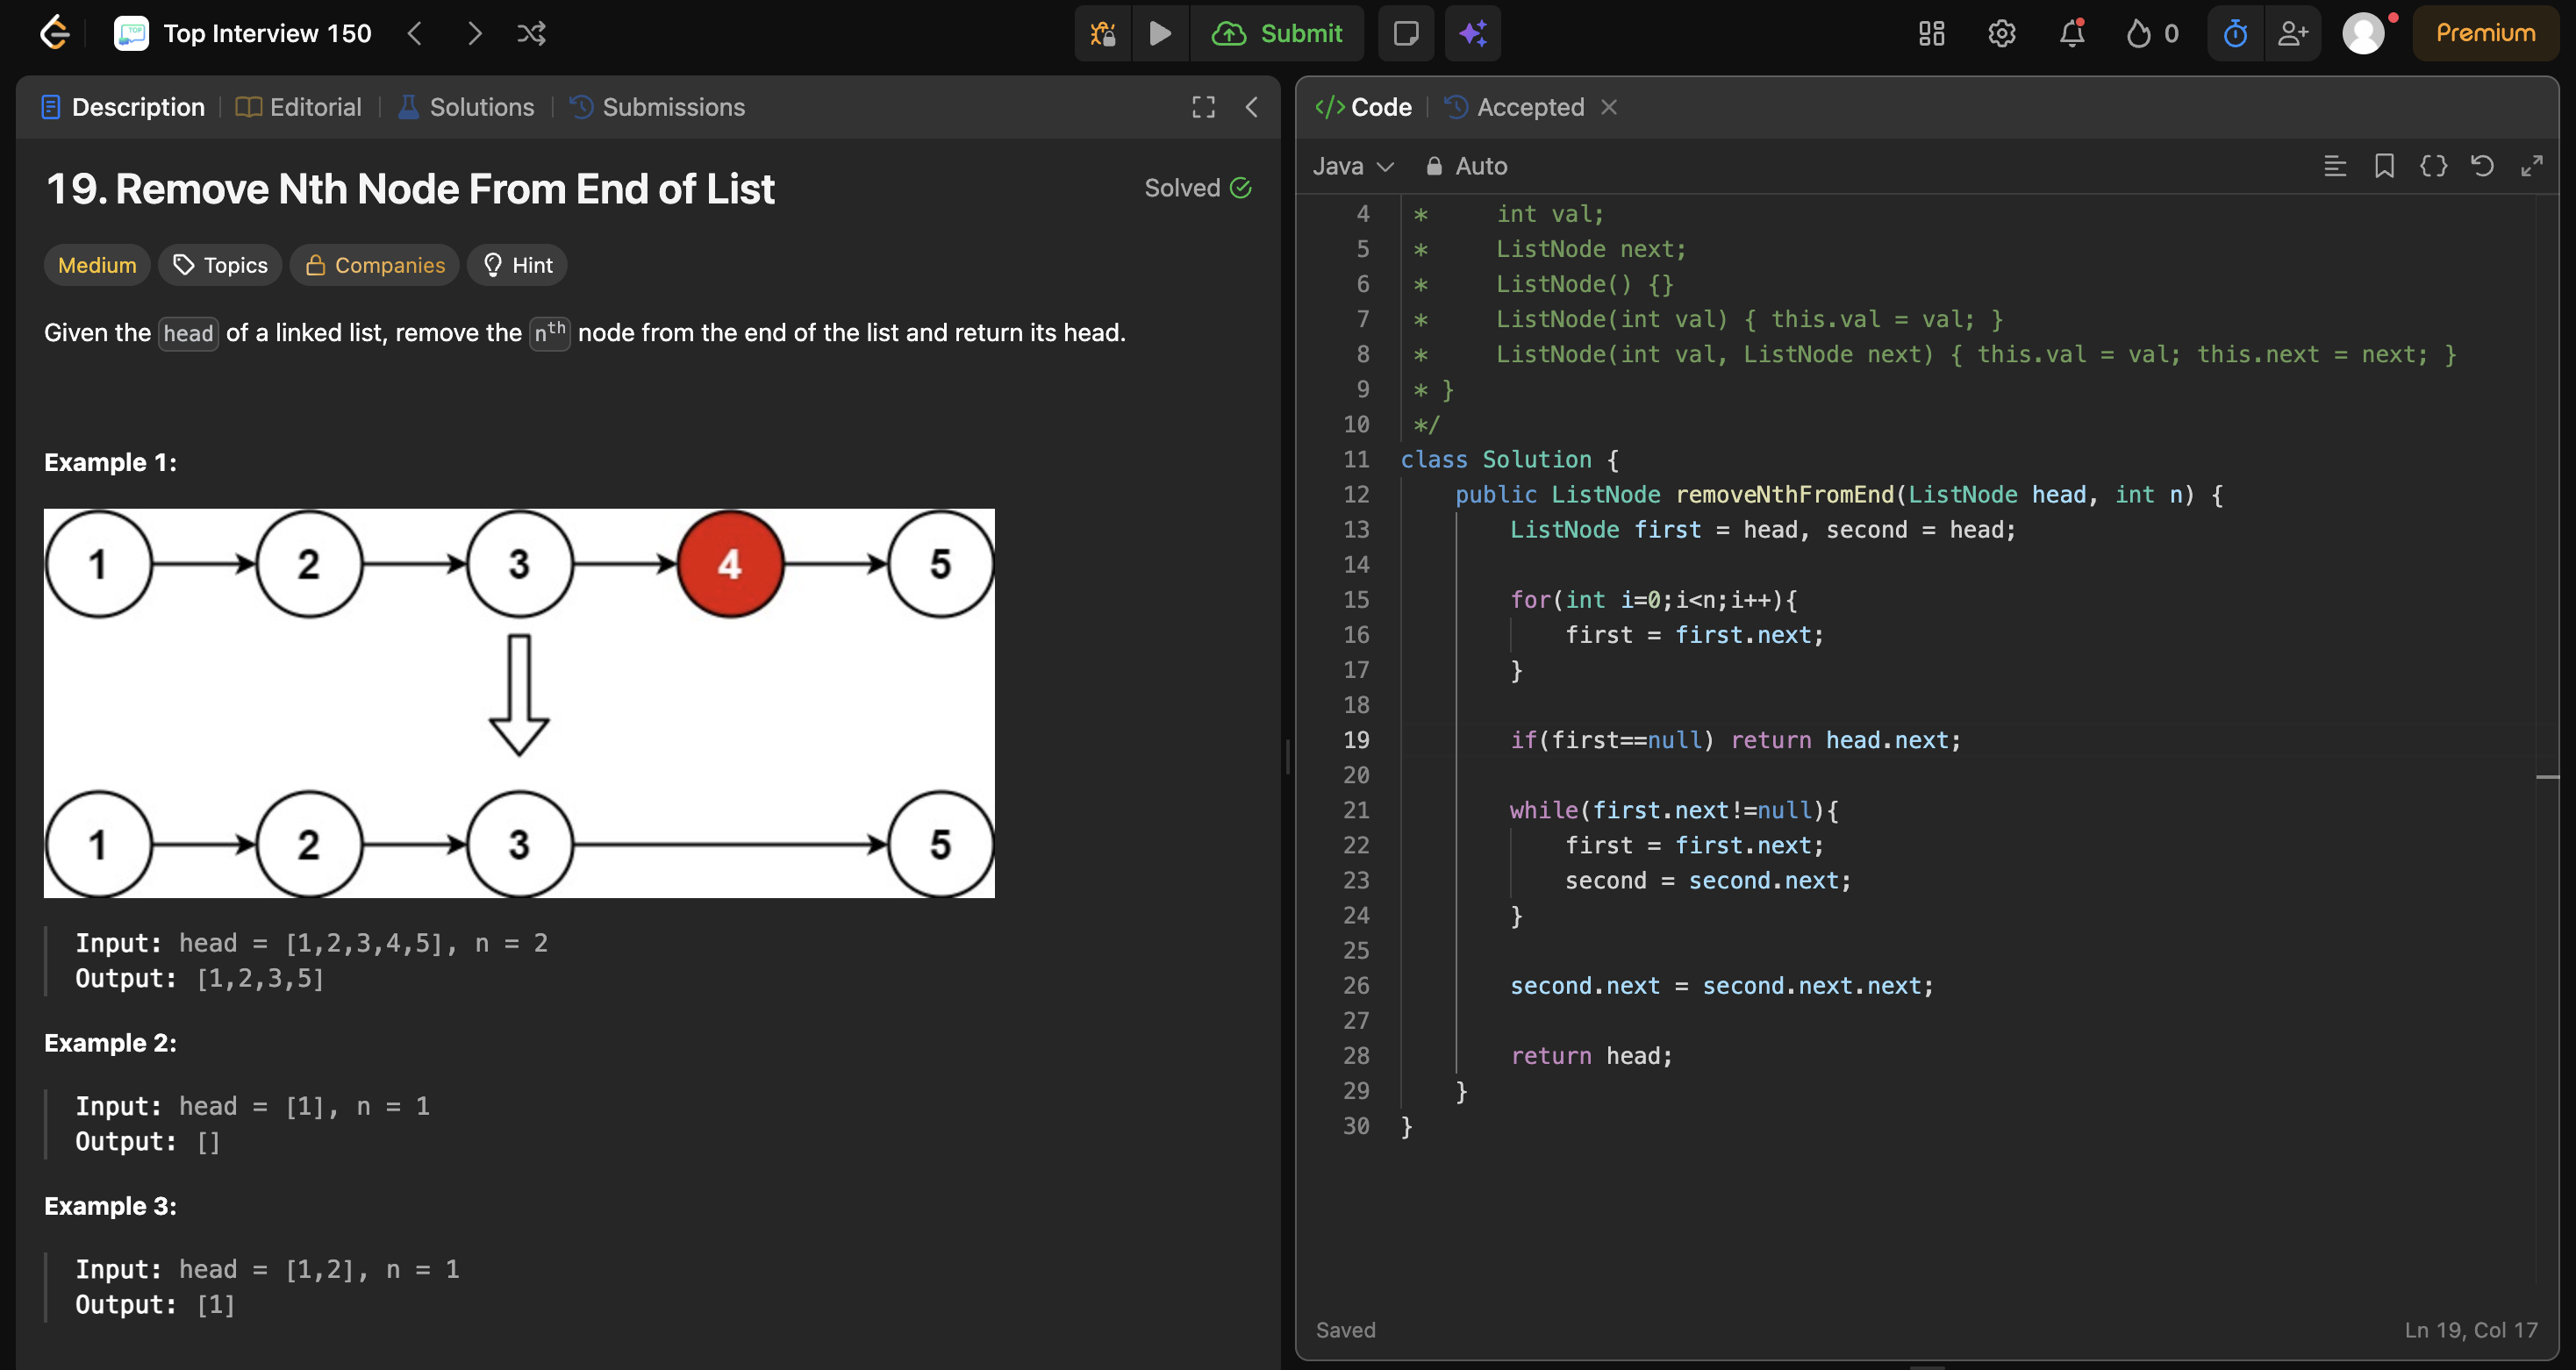 Top Interview 150
Submit
0
Premium
Description
Editorial
Solutions
Submissions
19. Remove Nth Node From End of List
Solved
Medium
Topics
Companies
Hint
Given the head of a linked list, remove the nth node from the end of the list and return its head.
Example 1:
1 2 3 4 5
1 2 3 5
Input: head = [1,2,3,4,5], n = 2
Output: [1,2,3,5]
Example 2:
Input: head = [1], n = 1
Output: []
Example 3:
Input: head = [1,2], n = 1
Output: [1]
</> Code
Accepted
Java
Auto
4 *     int val;
5 *     ListNode next;
6 *     ListNode() {}
7 *     ListNode(int val) { this.val = val; }
8 *     ListNode(int val, ListNode next) { this.val = val; this.next = next; }
9 * }
10 */
11 class Solution {
12     public ListNode removeNthFromEnd(ListNode head, int n) {
13         ListNode first = head, second = head;
14
15         for(int i=0;i<n;i++){
16             first = first.next;
17         }
18
19         if(first==null) return head.next;
20
21         while(first.next!=null){
22             first = first.next;
23             second = second.next;
24         }
25
26         second.next = second.next.next;
27
28         return head;
29     }
30 }
Saved
Ln 19, Col 17